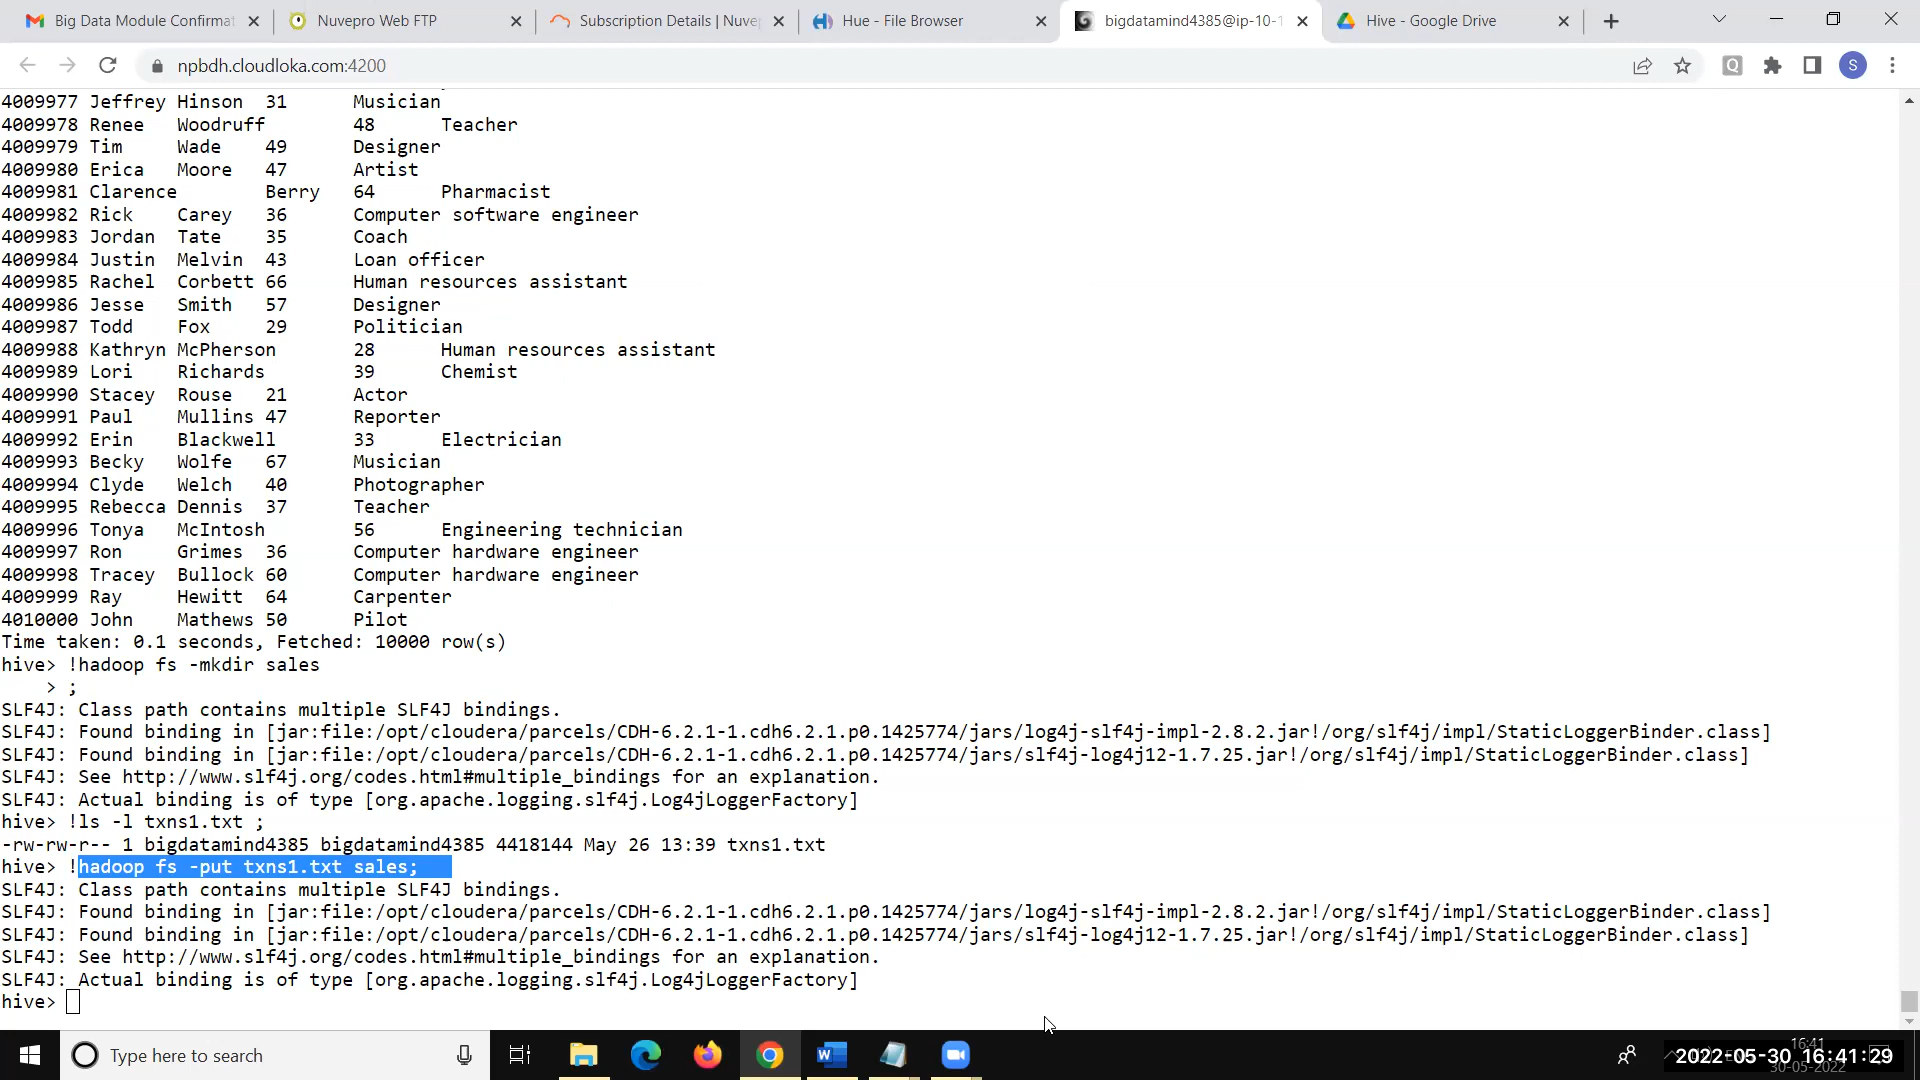 Big Data Module Confirmat
Nuvepro Web FTP
Subscription Details | Nuve
Hue - File Browser
bigdatamind4385@ip-10-1
Hive - Google Drive
npbdh.cloudloka.com:4200
S
4009977 Jeffrey Hinson 31 Musician
4009978 Renee Woodruff 48 Teacher
4009979 Tim Wade 49 Designer
4009980 Erica Moore 47 Artist
4009981 Clarence Berry 64 Pharmacist
4009982 Rick Carey 36 Computer software engineer
4009983 Jordan Tate 35 Coach
4009984 Justin Melvin 43 Loan officer
4009985 Rachel Corbett 66 Human resources assistant
4009986 Jesse Smith 57 Designer
4009987 Todd Fox 29 Politician
4009988 Kathryn McPherson 28 Human resources assistant
4009989 Lori Richards 39 Chemist
4009990 Stacey Rouse 21 Actor
4009991 Paul Mullins 47 Reporter
4009992 Erin Blackwell 33 Electrician
4009993 Becky Wolfe 67 Musician
4009994 Clyde Welch 40 Photographer
4009995 Rebecca Dennis 37 Teacher
4009996 Tonya McIntosh 56 Engineering technician
4009997 Ron Grimes 36 Computer hardware engineer
4009998 Tracey Bullock 60 Computer hardware engineer
4009999 Ray Hewitt 64 Carpenter
4010000 John Mathews 50 Pilot
Time taken: 0.1 seconds, Fetched: 10000 row(s)
hive> !hadoop fs -mkdir sales
> ;
SLF4J: Class path contains multiple SLF4J bindings.
SLF4J: Found binding in [jar:file:/opt/cloudera/parcels/CDH-6.2.1-1.cdh6.2.1.p0.1425774/jars/log4j-slf4j-impl-2.8.2.jar!/org/slf4j/impl/StaticLoggerBinder.class]
SLF4J: Found binding in [jar:file:/opt/cloudera/parcels/CDH-6.2.1-1.cdh6.2.1.p0.1425774/jars/slf4j-log4j12-1.7.25.jar!/org/slf4j/impl/StaticLoggerBinder.class]
SLF4J: See http://www.slf4j.org/codes.html#multiple_bindings for an explanation.
SLF4J: Actual binding is of type [org.apache.logging.slf4j.Log4jLoggerFactory]
hive> !ls -l txns1.txt ;
-rw-rw-r-- 1 bigdatamind4385 bigdatamind4385 4418144 May 26 13:39 txns1.txt
hive> !hadoop fs -put txns1.txt sales;
SLF4J: Class path contains multiple SLF4J bindings.
SLF4J: Found binding in [jar:file:/opt/cloudera/parcels/CDH-6.2.1-1.cdh6.2.1.p0.1425774/jars/log4j-slf4j-impl-2.8.2.jar!/org/slf4j/impl/StaticLoggerBinder.class]
SLF4J: Found binding in [jar:file:/opt/cloudera/parcels/CDH-6.2.1-1.cdh6.2.1.p0.1425774/jars/slf4j-log4j12-1.7.25.jar!/org/slf4j/impl/StaticLoggerBinder.class]
SLF4J: See http://www.slf4j.org/codes.html#multiple_bindings for an explanation.
SLF4J: Actual binding is of type [org.apache.logging.slf4j.Log4jLoggerFactory]
hive>
Type here to search
16:41
2022-05-30 16:41:29
30-05-2022